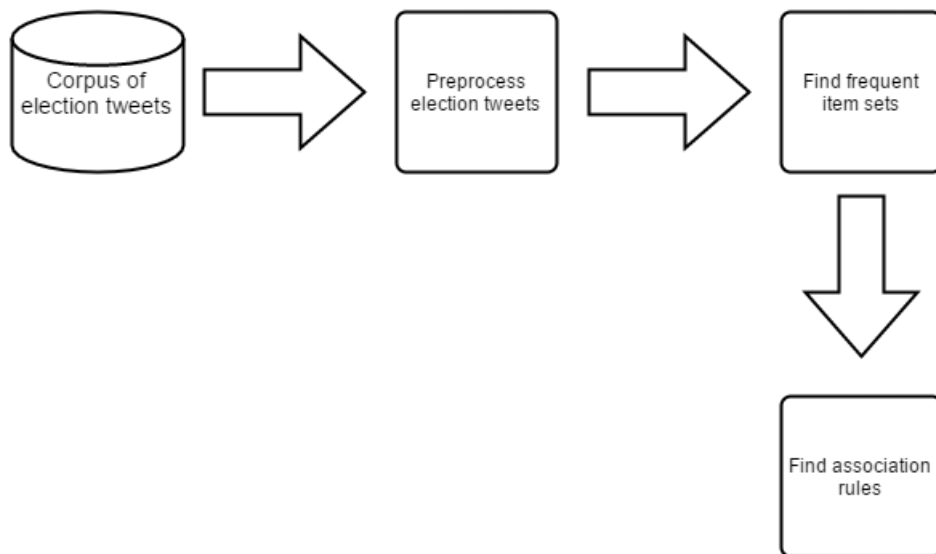 Corpus of
election tweets
Preprocess
election tweets
Find frequent
item sets
Find association
rules